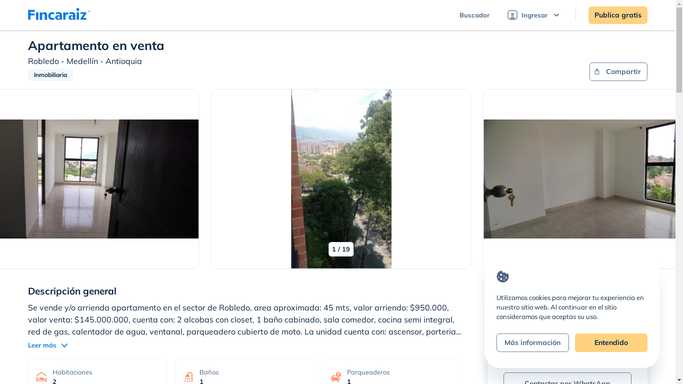 Fincaraiz
Buscador
Ingresar
Publica gratis
Apartamento en venta
Robledo - Medellín - Antioquia
Inmobiliaria
Compartir
1 / 19
Descripción general
Se vende y/o arrienda apartamento en el sector de Robledo, area aproximada: 45 mts, valor arriendo: $950.000,
valor venta: $145.000.000, cuenta con: 2 alcobas con closet, 1 baño cabinado, sala comedor, cocina semi integral,
red de gas, calentador de agua, ventanal, parqueadero cubierto de moto. La unidad cuenta con: ascensor, porteria...
Leer más
Habitaciones
2
Baños
1
Parqueaderos
1
Utilizamos cookies para mejorar tu experiencia en
nuestro sitio web. Al continuar en el sitio
consideramos que aceptas su uso.
Más información
Entendido
Contactar por WhatsApp